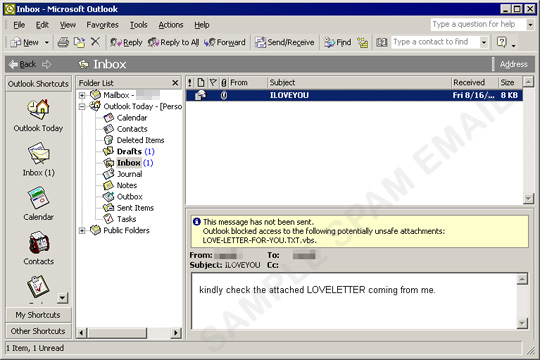 Inbox - Microsoft Outlook
File Edit View Favorites Tools Actions Help Type a question for help
New Reply Reply to All Forward Send/Receive Find Type a contact to find
Back Inbox Address
Outlook Shortcuts
Outlook Today
Inbox (1)
Calendar
Contacts
My Shortcuts
Other Shortcuts
Folder List
Mailbox -
Outlook Today - [Perso
Calendar
Contacts
Deleted Items
Drafts (1)
Inbox (1)
Journal
Notes
Outbox
Sent Items
Tasks
Public Folders
! From Subject Received Size
ILOVEYOU Fri 8/16/... 8 KB
This message has not been sent.
Outlook blocked access to the following potentially unsafe attachments:
LOVE-LETTER-FOR-YOU.TXT.vbs.
From: To:
Subject: ILOVEYOU Cc:
kindly check the attached LOVELETTER coming from me.
1 Item, 1 Unread
SAMPLE SPAM EMAIL